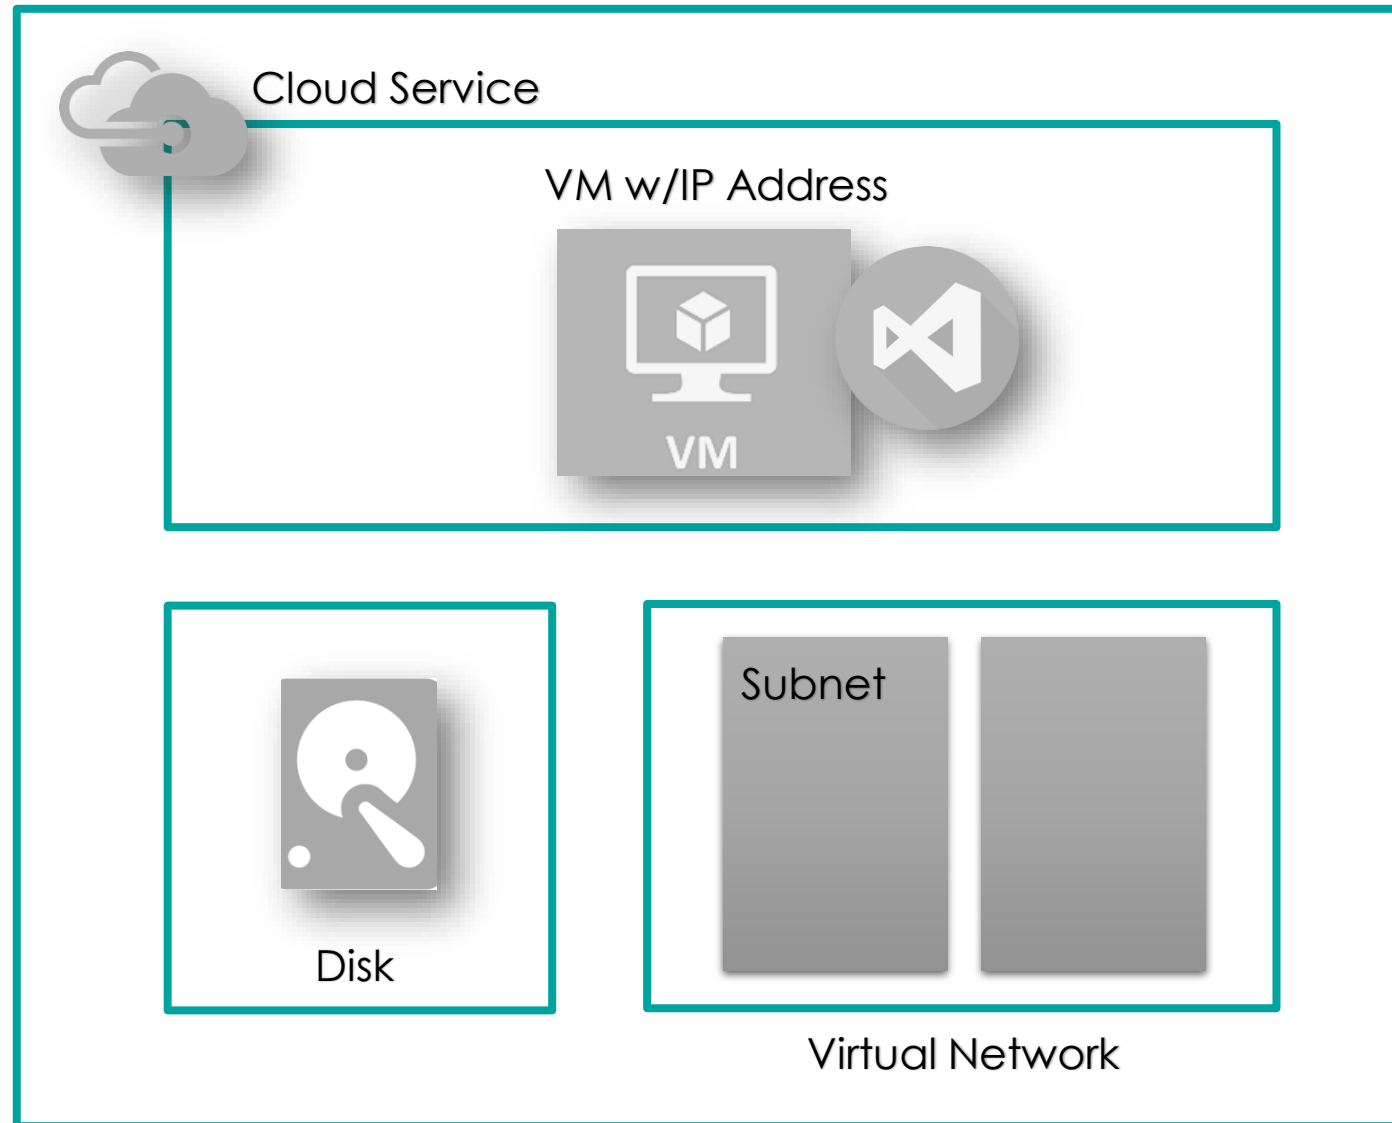 Cloud Service
VM w/IP Address
VM
Subnet
Disk
Virtual Network